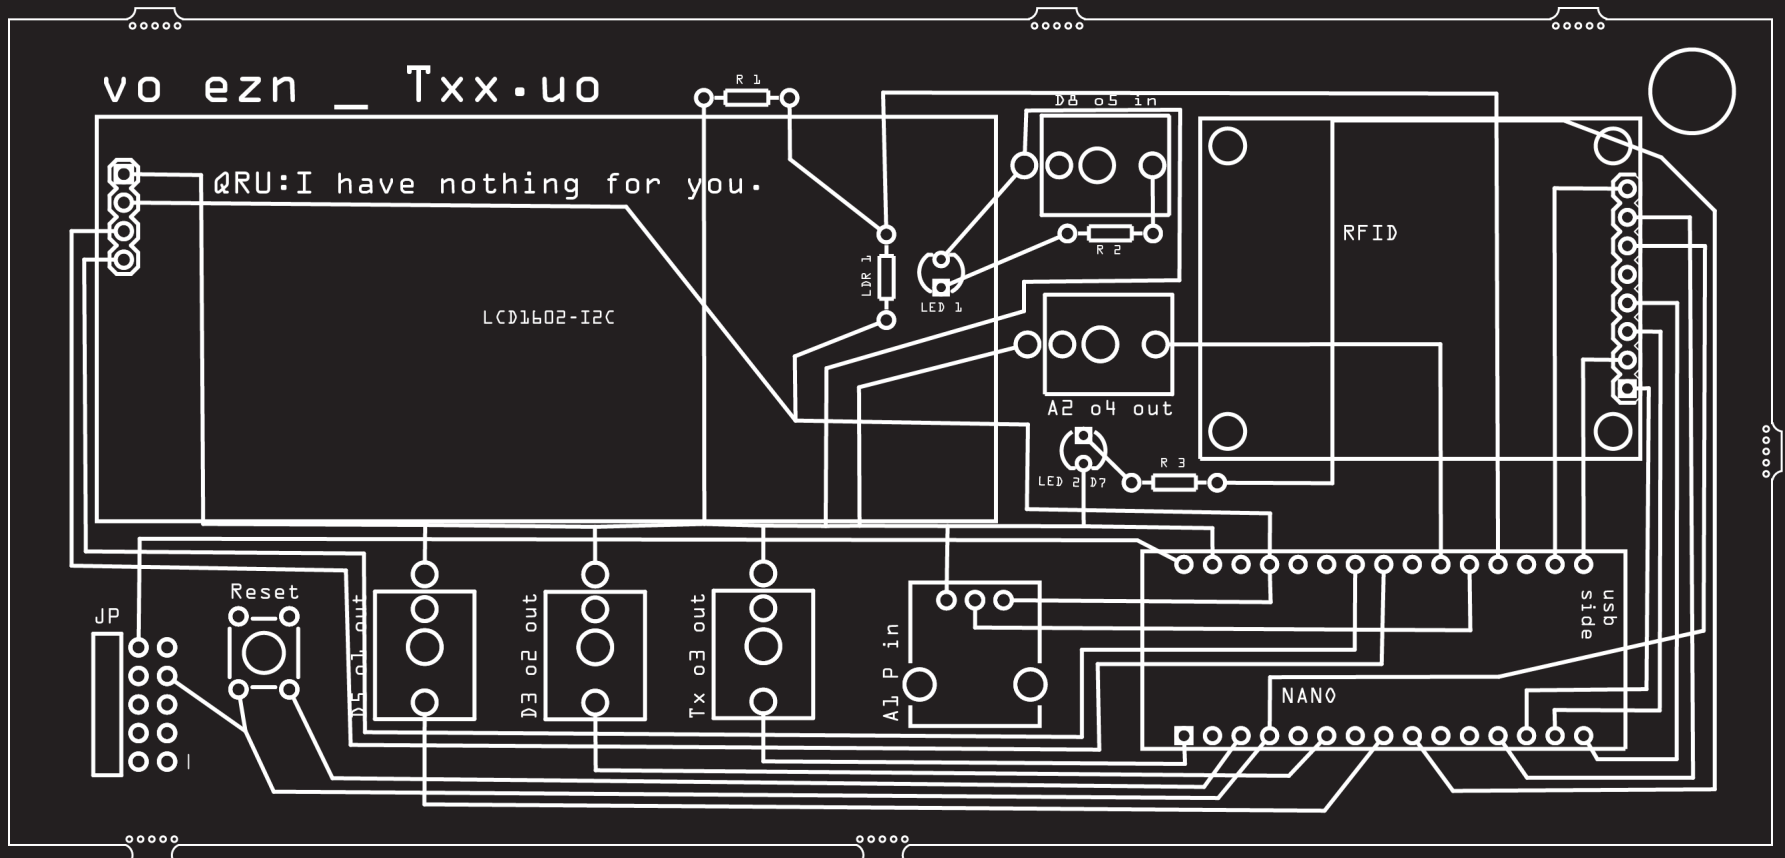 vo ezn _ Txx.uo
R 1
D8 o5 in
QRU:I have nothing for you.
RFID
R 2
LDR 1
LED 1
LCD1602-I2C
A2 o4 out
R 3
LED 2 D7
Reset
JP
D5 o1 out
D3 o2 out
Tx o3 out
A1 P in
usb
side
NANO